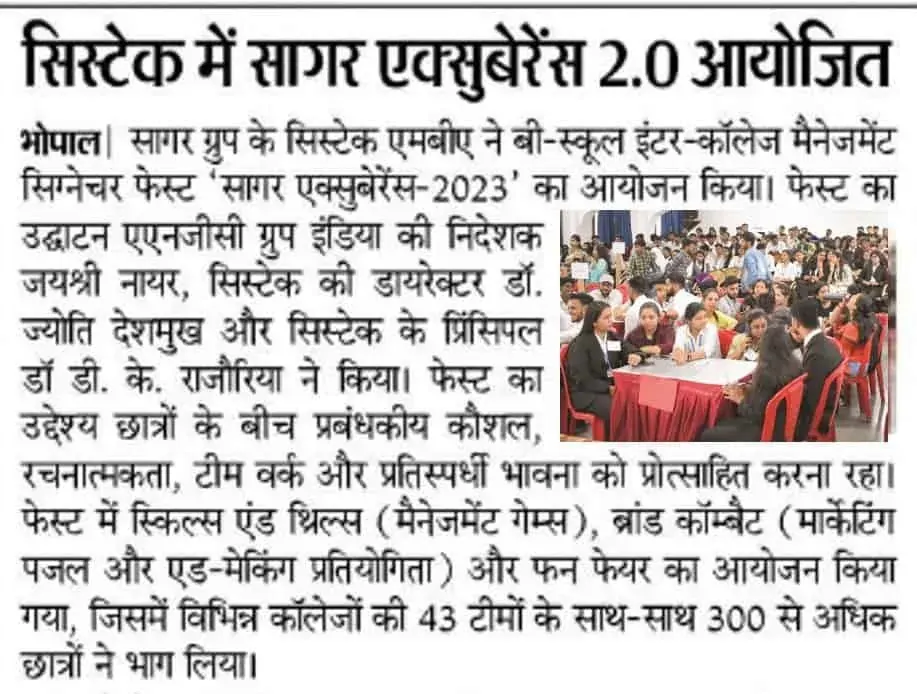 सिस्टेक में सागर एक्सुबेरेंस 2.0 आयोजित
भोपाल| सागर ग्रुप के सिस्टेक एमबीए ने बी-स्कूल इंटर-कॉलेज मैनेजमेंट
सिग्नेचर फेस्ट 'सागर एक्सुबेरेंस-2023' का आयोजन किया। फेस्ट का
उद्घाटन एएनजीसी ग्रुप इंडिया की निदेशक
जयश्री नायर, सिस्टेक की डायरेक्टर डॉ.
ज्योति देशमुख और सिस्टेक के प्रिंसिपल
डॉ डी. के. राजौरिया ने किया। फेस्ट का
उद्देश्य छात्रों के बीच प्रबंधकीय कौशल,
रचनात्मकता, टीम वर्क और प्रतिस्पर्धी भावना को प्रोत्साहित करना रहा।
फेस्ट में स्किल्स एंड थ्रिल्स (मैनेजमेंट गेम्स), ब्रांड कॉम्बैट (मार्केटिंग
पजल और एड-मेकिंग प्रतियोगिता) और फन फेयर का आयोजन किया
गया, जिसमें विभिन्न कॉलेजों की 43 टीमों के साथ-साथ 300 से अधिक
छात्रों ने भाग लिया।